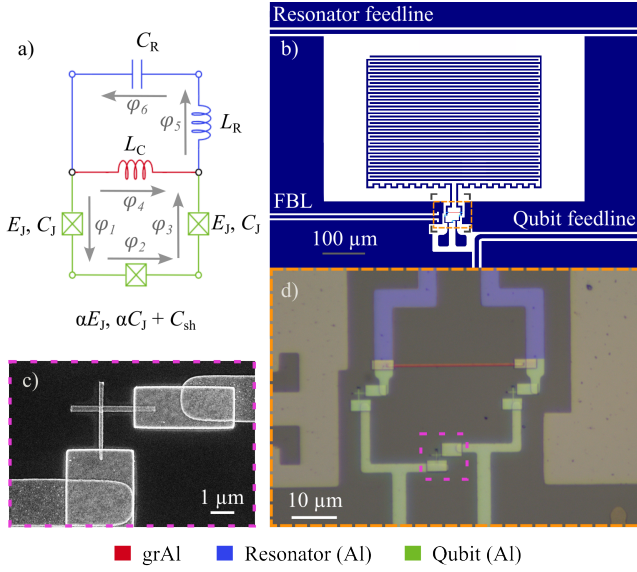 a)
C_R
φ_6
φ_5
L_R
L_C
E_J, C_J
φ_4
E_J, C_J
φ_1
φ_3
φ_2
αE_J, αC_J + C_sh
Resonator feedline
b)
FBL
Qubit feedline
100 µm
c)
1 µm
d)
10 µm
grAl
Resonator (Al)
Qubit (Al)